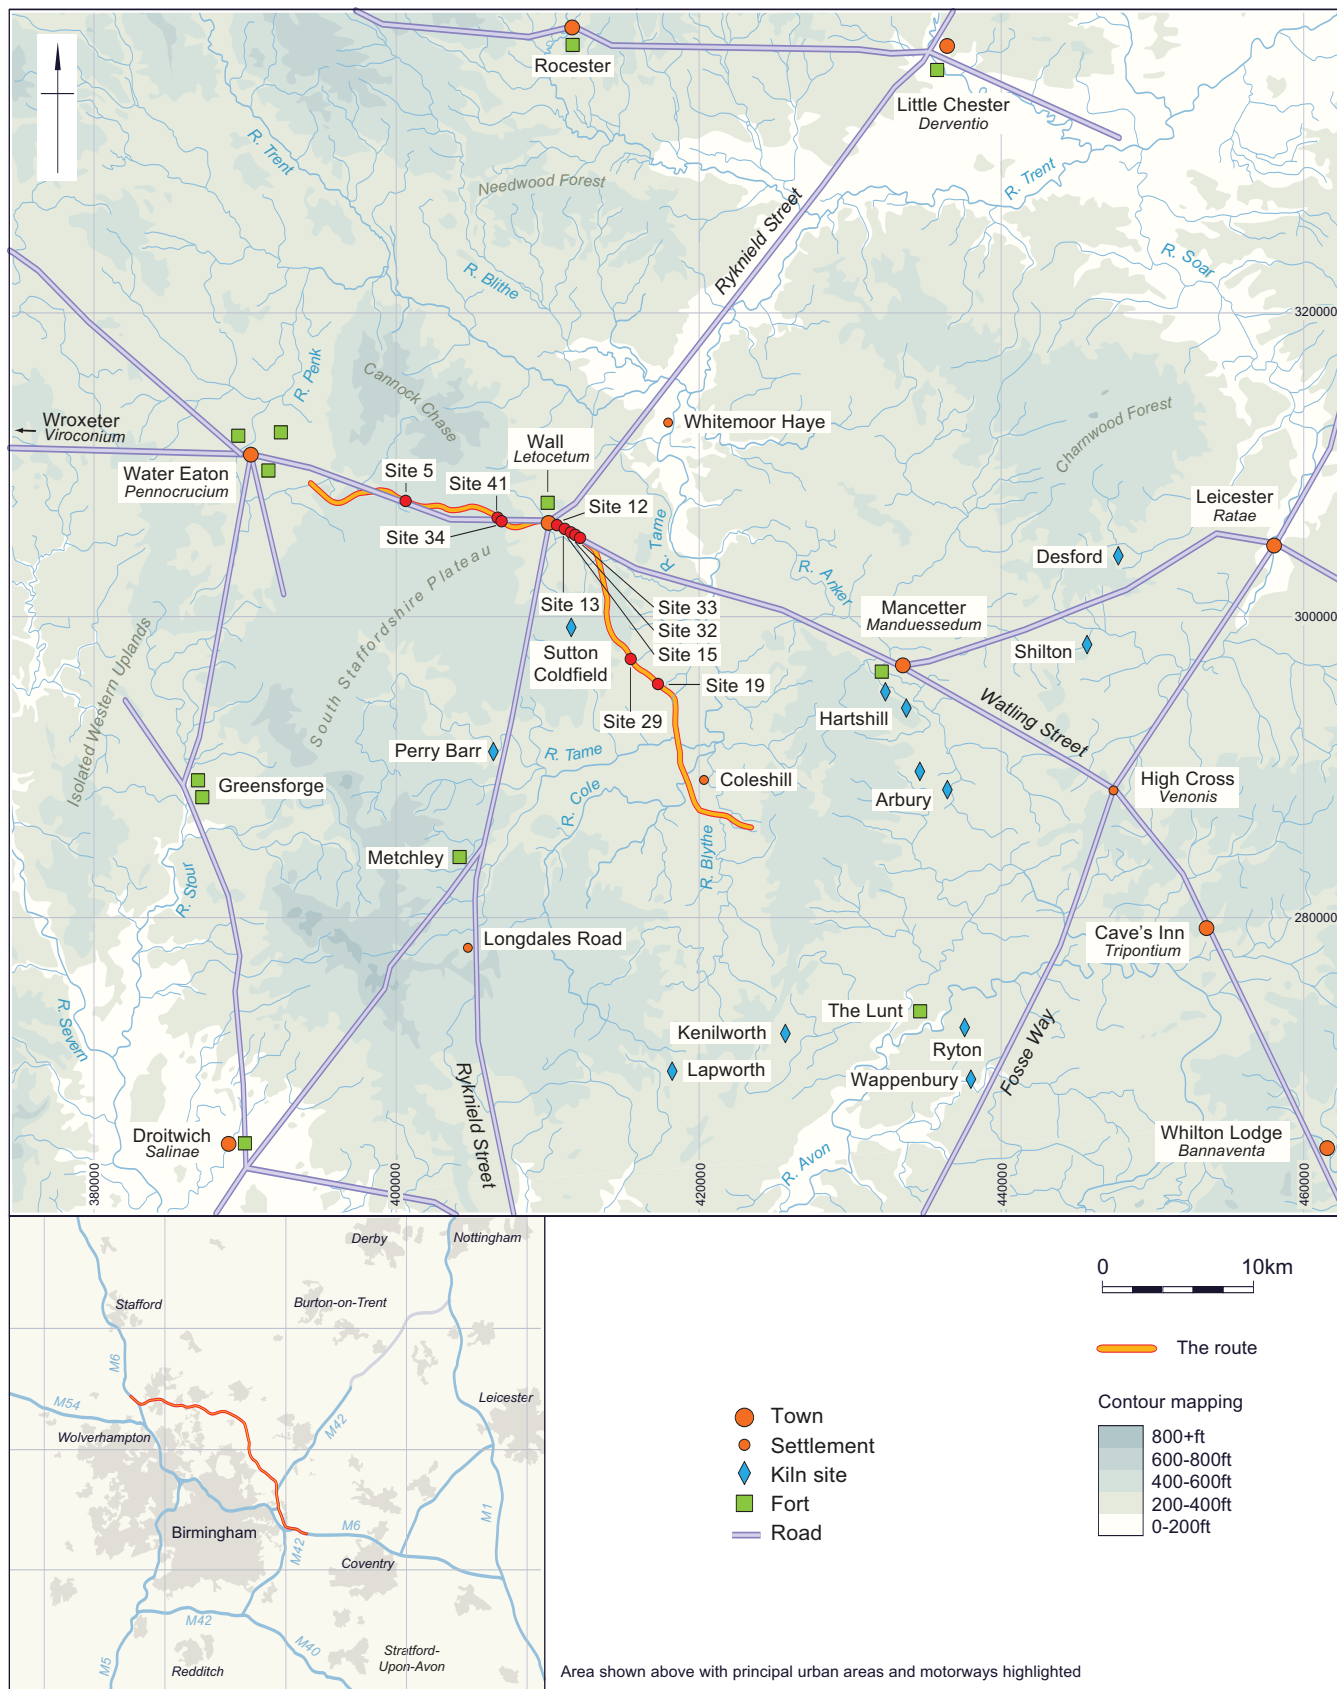 Rocester
Little Chester
Derventio
R. Trent
R. Trent
Needwood Forest
Ryknield Street
R. Soar
R. Blithe
320000
R. Penk
Cannock Chase
Charnwood Forest
Wroxeter
Viroconium
Whitemoor Haye
Wall
Letocetum
Water Eaton
Pennocrucium
Site 5
Site 41
Site 12
Leicester
Ratae
Site 34
R. Tame
Desford
South Staffordshire Plateau
R. Anker
Mancetter
Manduessedum
Site 13
Site 33
300000
Site 32
Site 15
Shilton
Sutton
Coldfield
Isolated Western Uplands
Site 19
Site 29
Hartshill
Watling Street
Perry Barr
R. Tame
Coleshill
High Cross
Venonis
Greensforge
R. Cole
Arbury
Metchley
R. Blythe
R. Stour
280000
Longdales Road
Cave's Inn
Tripontium
R. Severn
The Lunt
Kenilworth
Ryton
Fosse Way
Lapworth
Wappenbury
Ryknield Street
Droitwich
Salinae
Whilton Lodge
Bannaventa
R. Avon
380000
400000
420000
440000
460000
Derby
Nottingham
Stafford
Burton-on-Trent
M6
M54
Leicester
M42
Wolverhampton
M1
Birmingham
M6
M42
Coventry
M42
M40
Stratford-
Upon-Avon
M5
Redditch
0 10km
The route
Contour mapping
800+ft
600-800ft
400-600ft
200-400ft
0-200ft
Town
Settlement
Kiln site
Fort
Road
Area shown above with principal urban areas and motorways highlighted